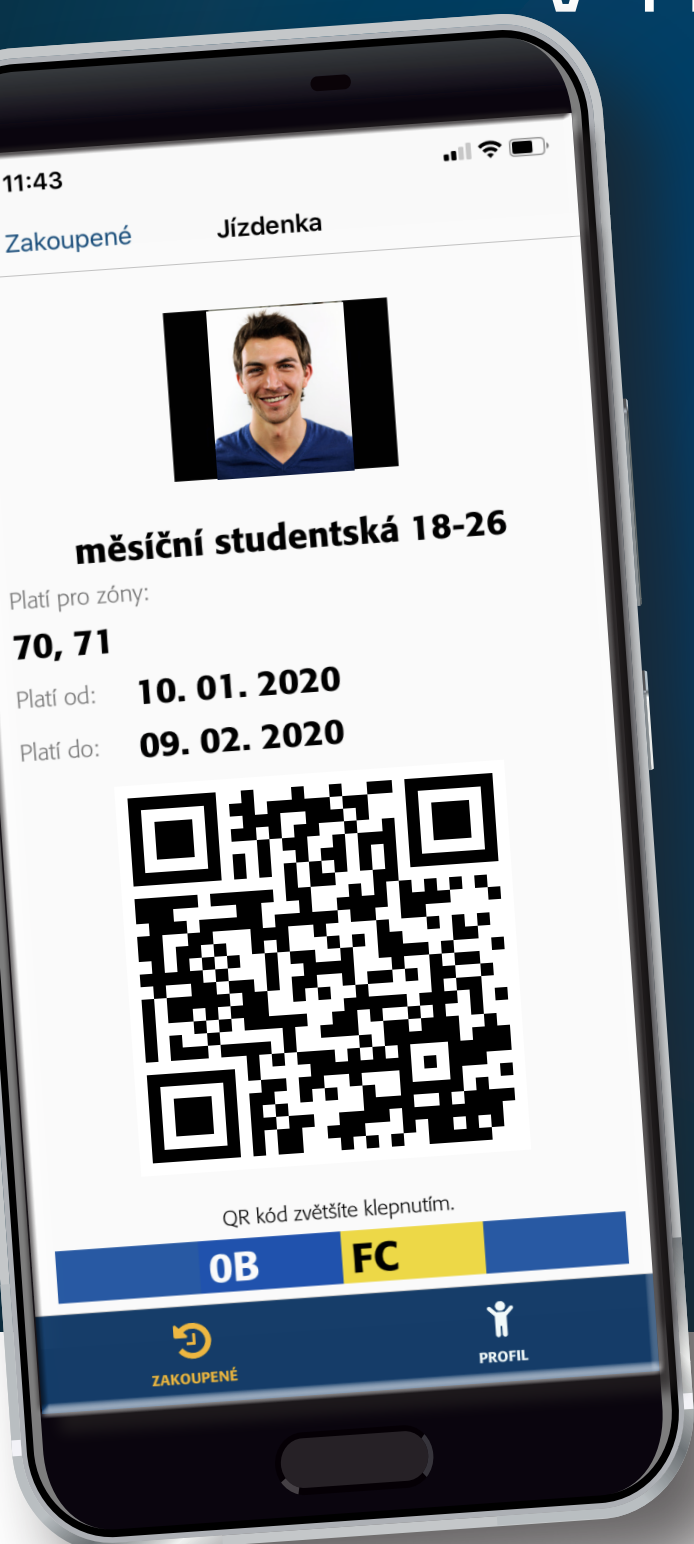 11:43
Zakoupené Jízdenka
měsíční studentská 18-26
Platí pro zóny:
70, 71
Platí od: 10. 01. 2020
Platí do: 09. 02. 2020
QR kód zvětšíte klepnutím.
0B FC
ZAKOUPENÉ PROFIL